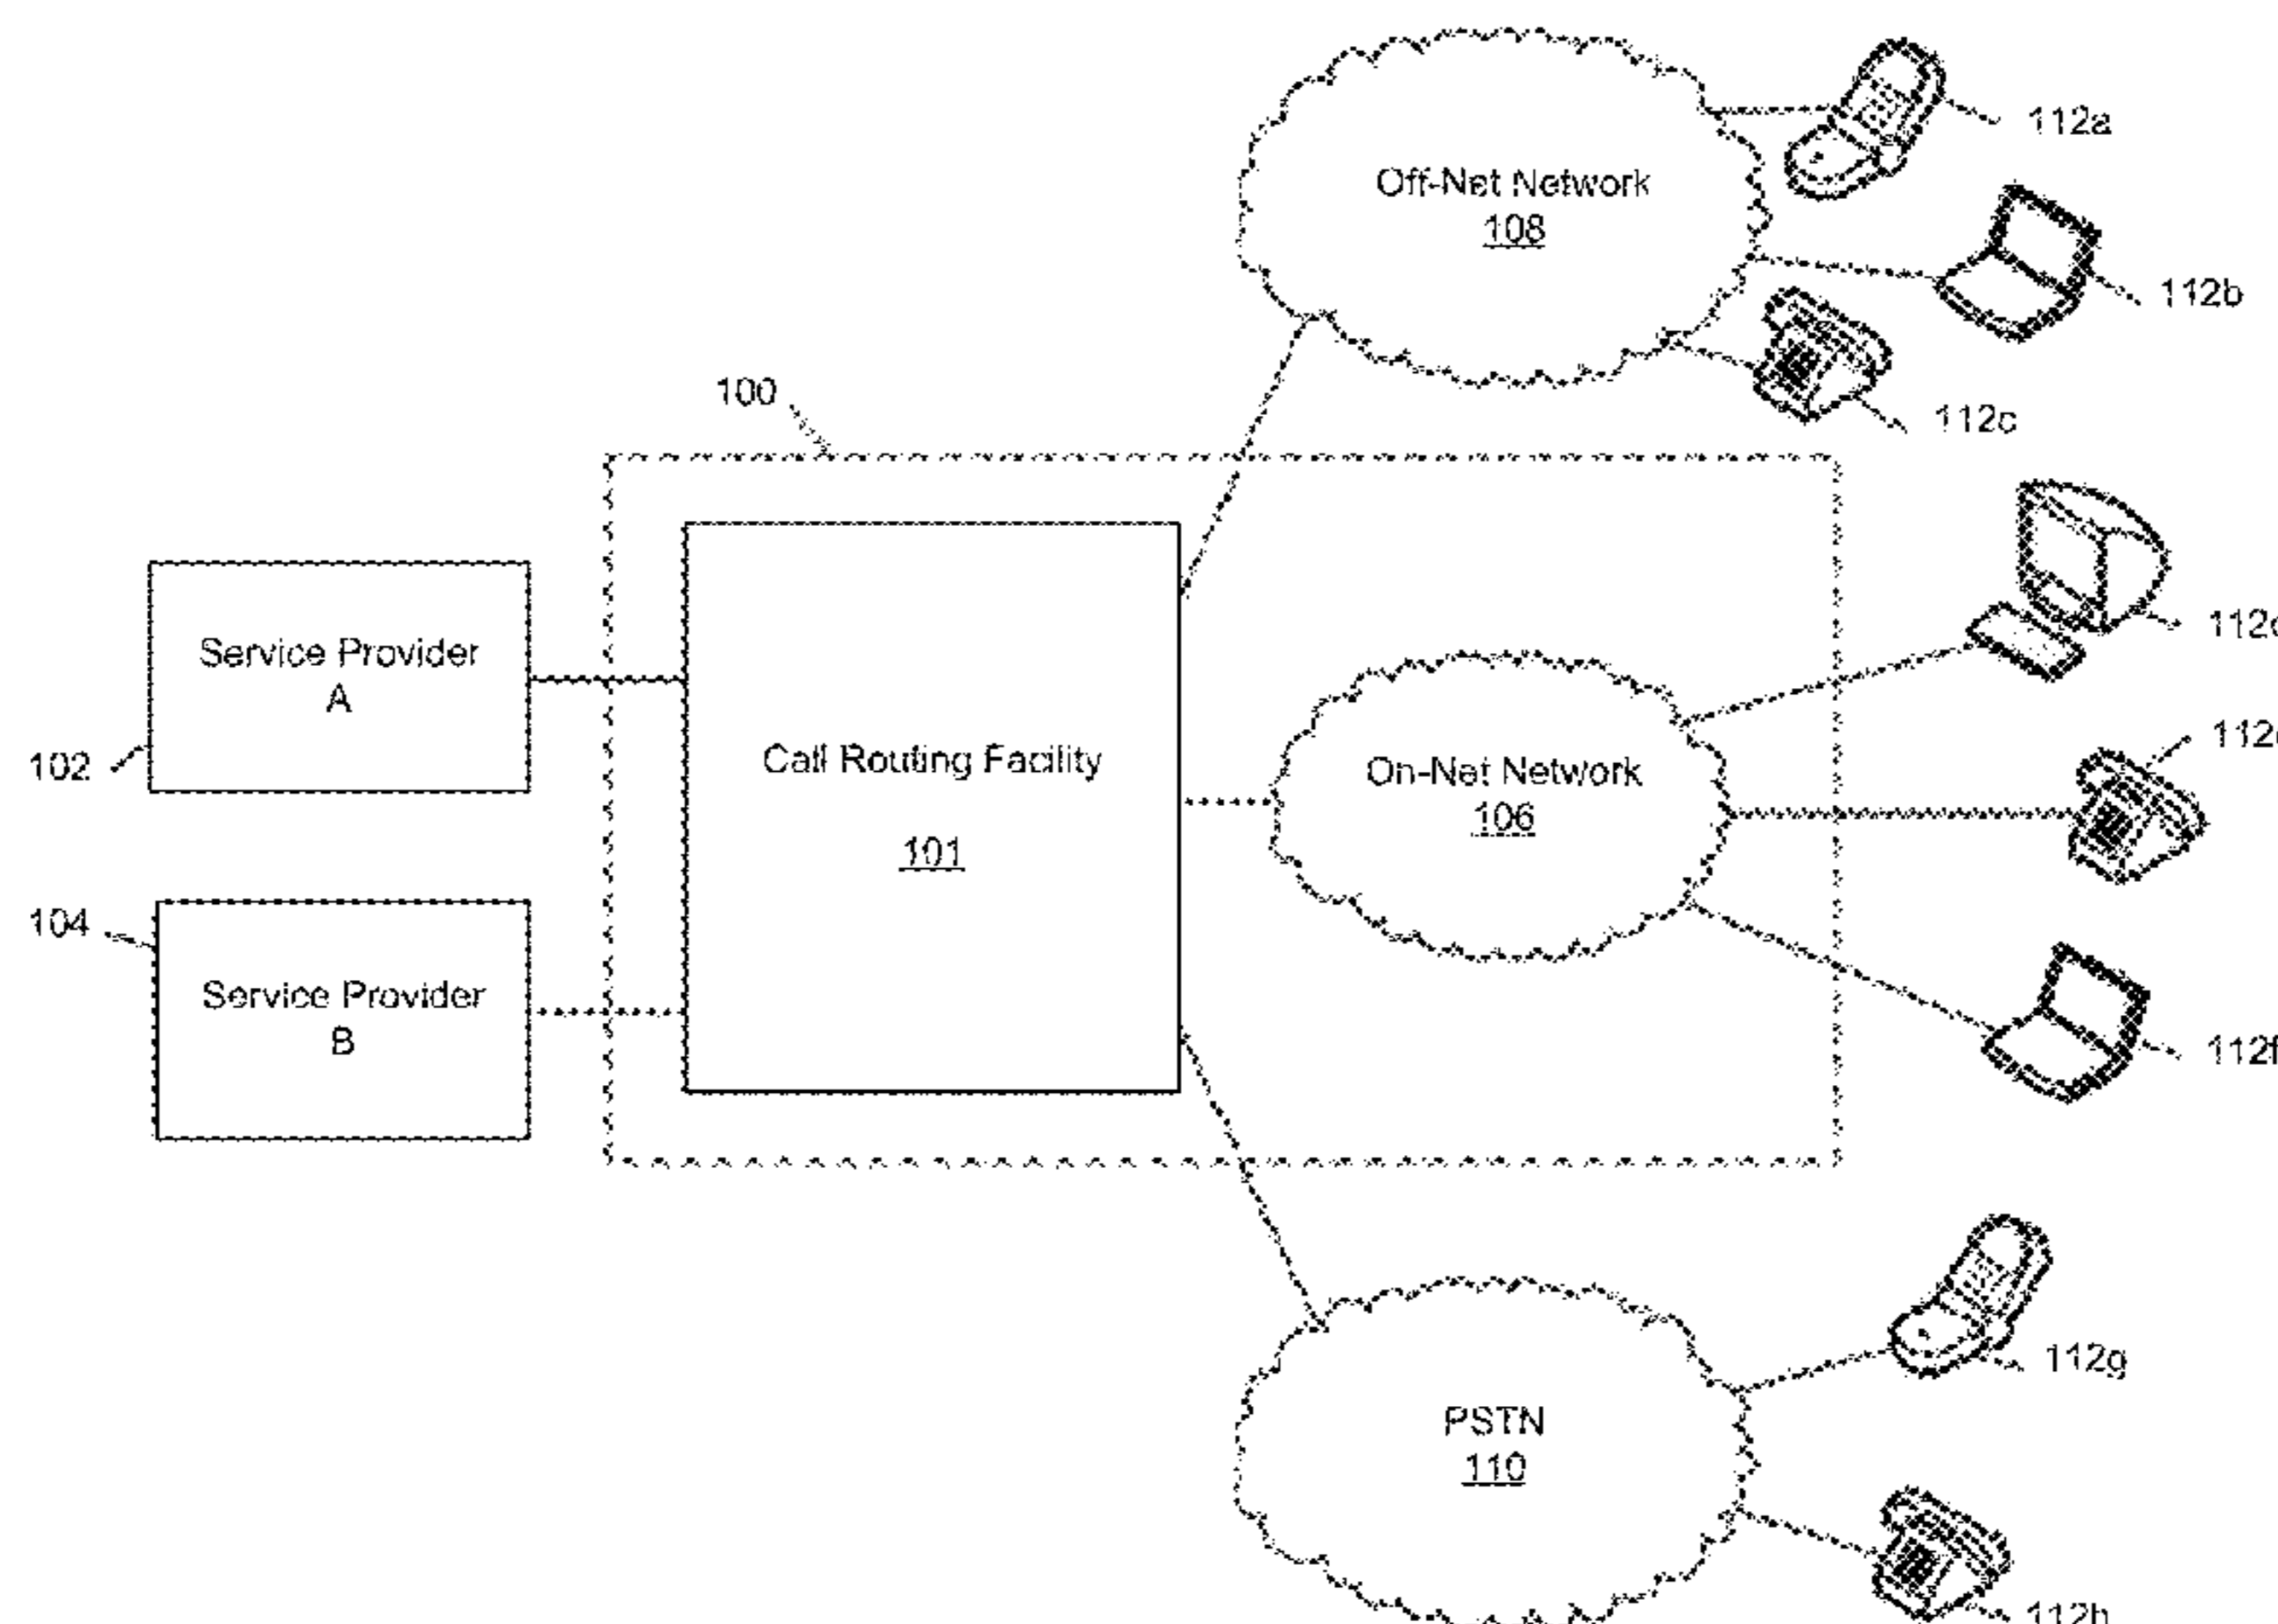 112a
Off-Net Network
108
112b
100
112c
Service Provider
A
102
Call Routing Facility
101
On-Net Network
106
104
Service Provider
B
112f
112g
PSTN
110
112h